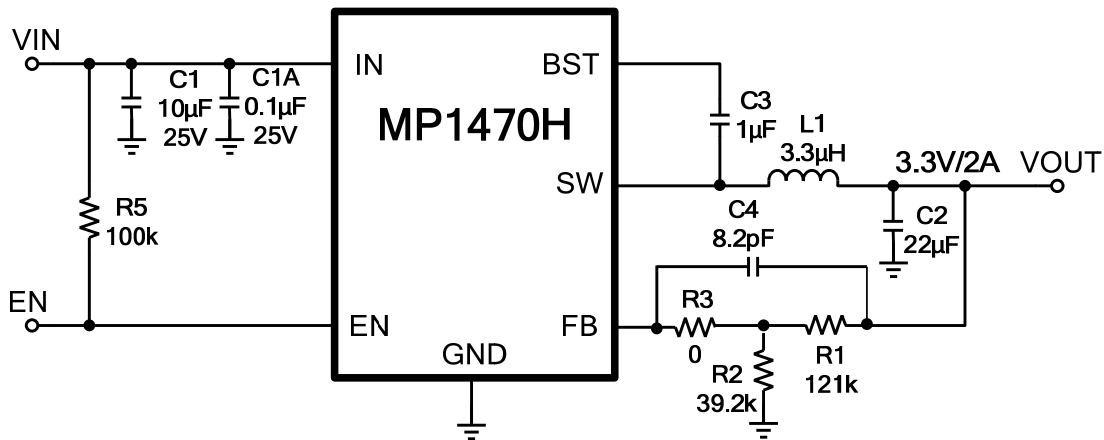 VIN
C1
10µF
25V
C1A
0.1µF
25V
IN
MP1470H
BST
C3
1µF
L1
3.3µH
SW
3.3V/2A
VOUT
C2
22µF
C4
8.2pF
R5
100k
EN
EN
FB
GND
R3
0
R2
39.2k
R1
121k